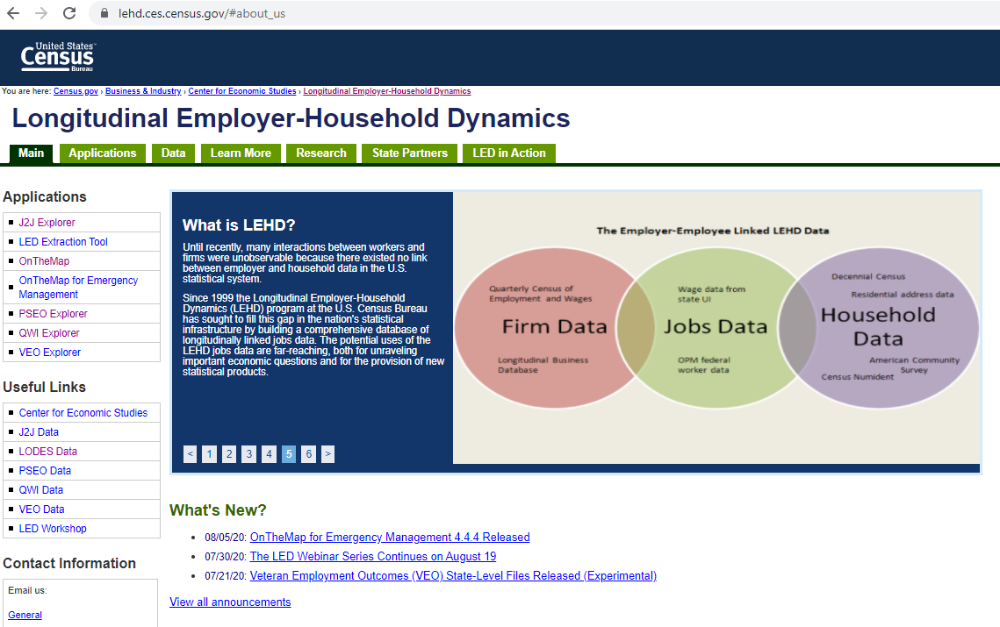 lehd.ces.census.gov/#about_us
United States™
Census
Bureau
You are here: Census.gov › Business & Industry › Center for Economic Studies › Longitudinal Employer-Household Dynamics
Longitudinal Employer-Household Dynamics
Main Applications Data Learn More Research State Partners LED in Action
Applications
J2J Explorer
LED Extraction Tool
OnTheMap
OnTheMap for Emergency
Management
PSEO Explorer
QWI Explorer
VEO Explorer
Useful Links
Center for Economic Studies
J2J Data
LODES Data
PSEO Data
QWI Data
VEO Data
LED Workshop
Contact Information
Email us:
General
What is LEHD?
Until recently, many interactions between workers and
firms were unobservable because there existed no link
between employer and household data in the U.S.
statistical system.
Since 1999 the Longitudinal Employer-Household
Dynamics (LEHD) program at the U.S. Census Bureau
has sought to fill this gap in the nation's statistical
infrastructure by building a comprehensive database of
longitudinally linked jobs data. The potential uses of the
LEHD jobs data are far-reaching, both for unraveling
important economic questions and for the provision of new
statistical products.
< 1 2 3 4 5 6 >
The Employer-Employee Linked LEHD Data
Quarterly Census of
Employment and Wages
Firm Data
Longitudinal Business
Database
Wage data from
state UI
Jobs Data
OPM federal
worker data
Decennial Census
Residential address data
Household
Data
American Community
Survey
Census Numident
What's New?
08/05/20: OnTheMap for Emergency Management 4.4.4 Released
07/30/20: The LED Webinar Series Continues on August 19
07/21/20: Veteran Employment Outcomes (VEO) State-Level Files Released (Experimental)
View all announcements